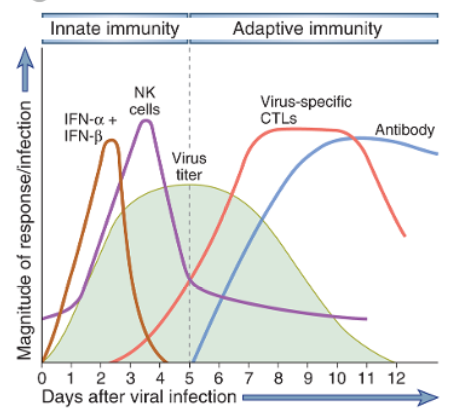 Innate immunity
Adaptive immunity
NK
cells
IFN-α +
IFN-β
Virus
titer
Virus-specific
CTLs
Antibody
Magnitude of response/infection
0 1 2 3 4 5 6 7 8 9 10 11 12
Days after viral infection